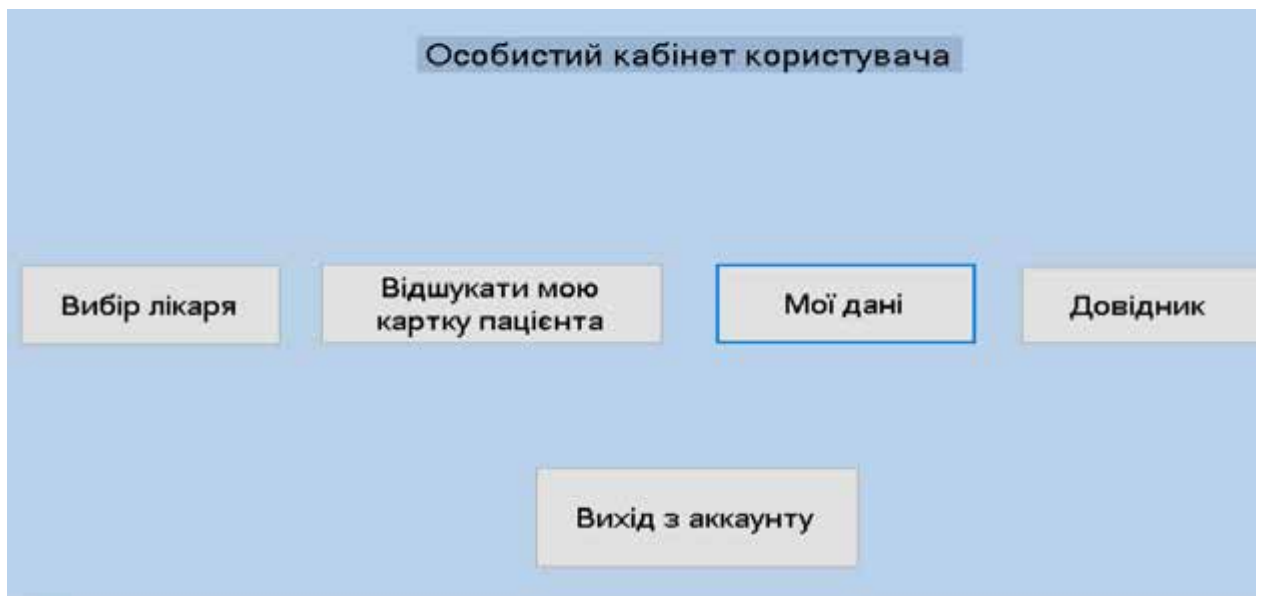 Особистий кабінет користувача
Вибір лікаря
Відшукати мою
картку пацієнта
Мої дані
Довідник
Вихід з аккаунту